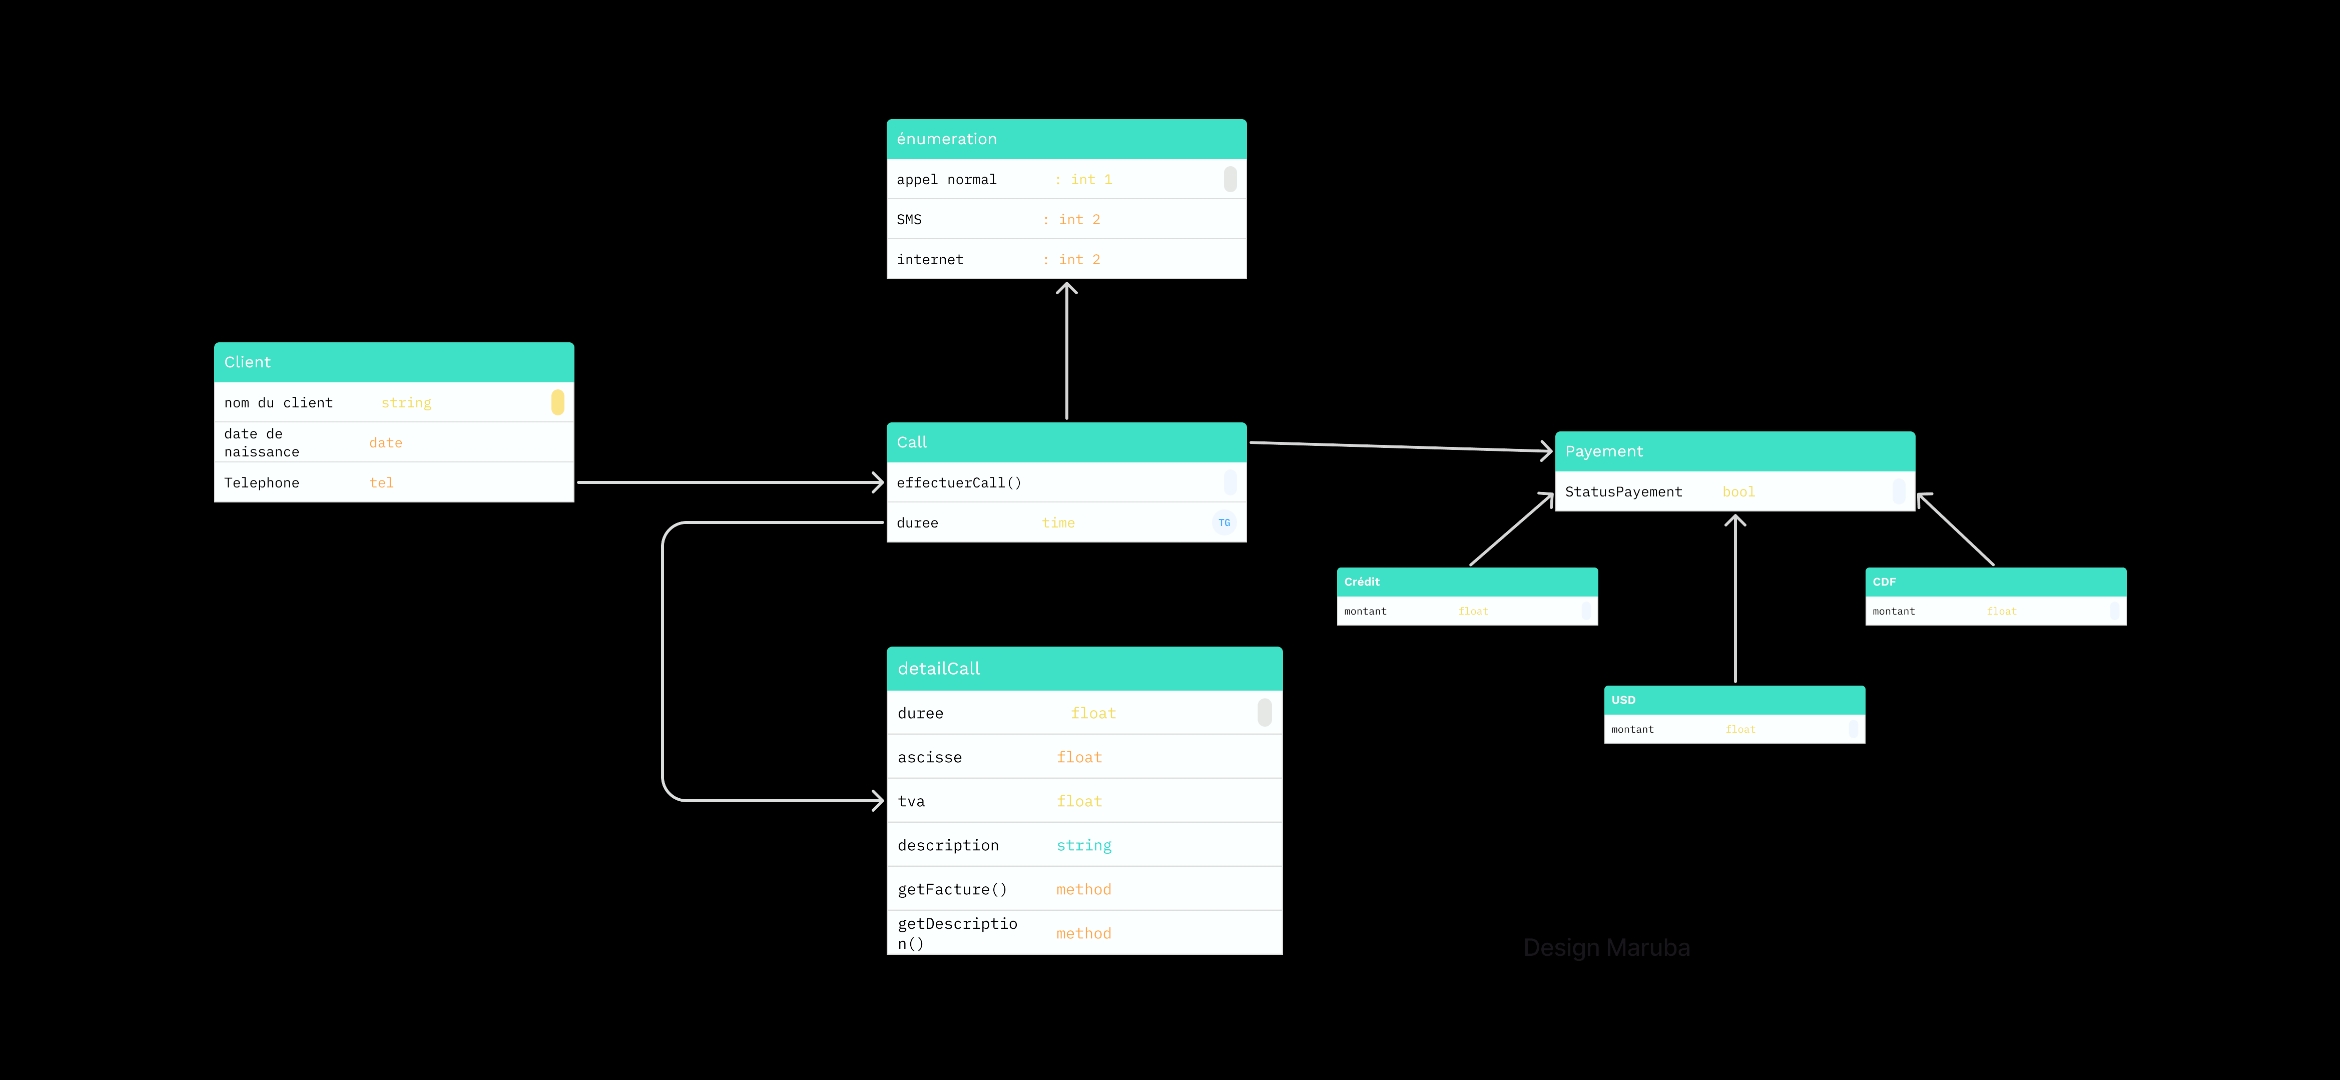 énumeration
appel normal : int 1
SMS : int 2
internet : int 2
Client
nom du client string
date de
naissance date
Telephone tel
Call
effectuerCall()
duree time TG
Payement
StatusPayement bool
Crédit
montant float
CDF
montant float
USD
montant float
detailCall
duree float
ascisse float
tva float
description string
getFacture() method
getDescriptio
n() method
Design Maruba